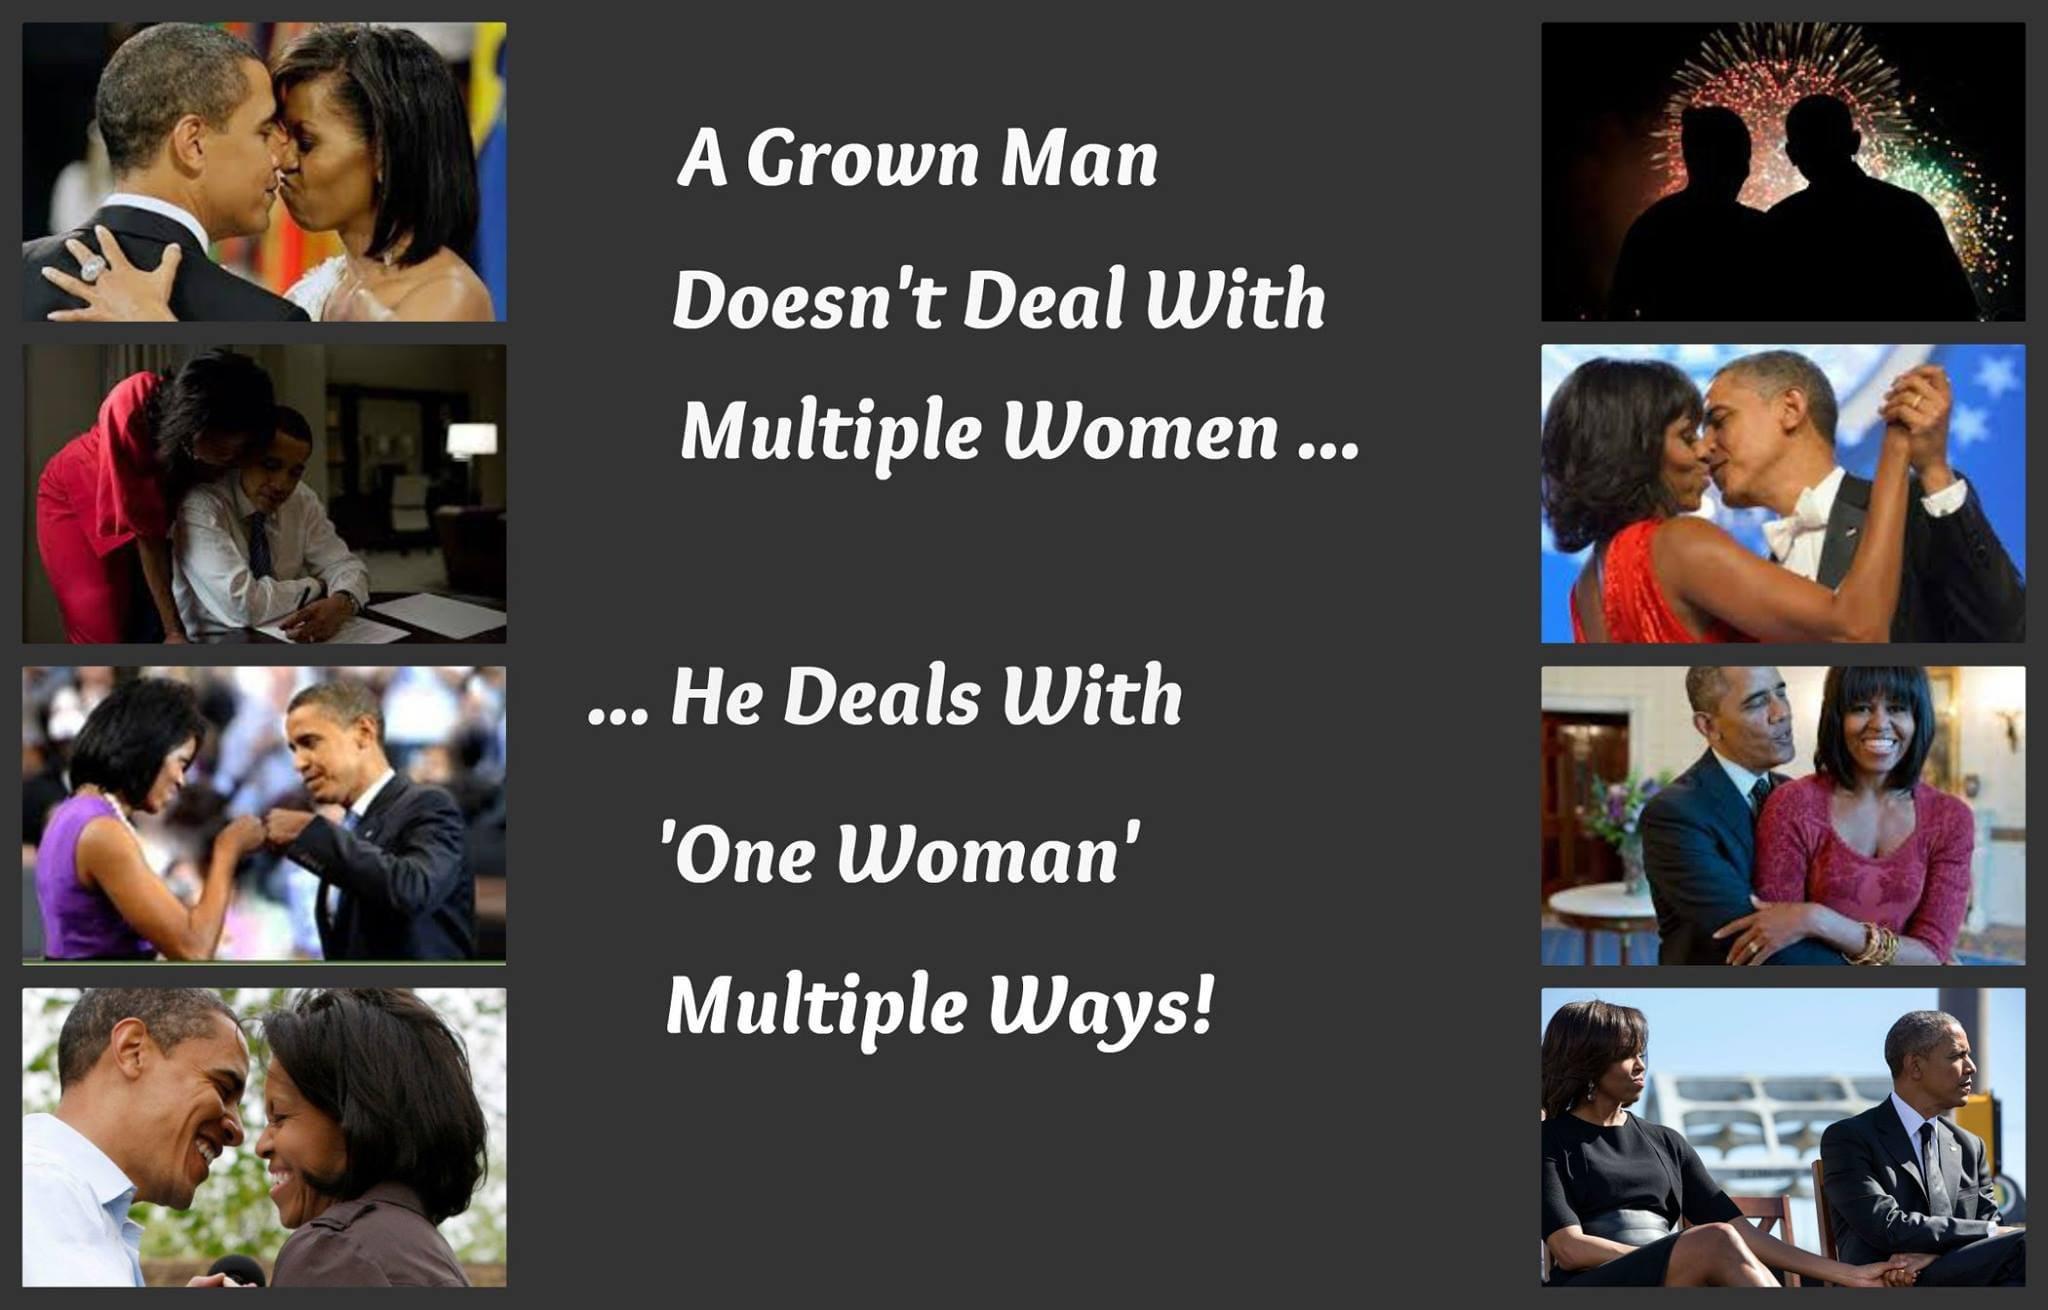 A Grown Man
Doesn't Deal With
Multiple Women ...
... He Deals With
'One Woman'
Multiple Ways!